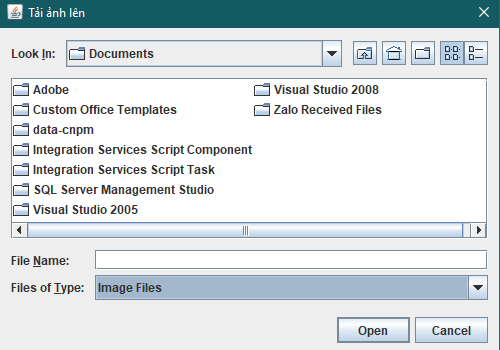 Tải ảnh lên
Look In: Documents
Adobe
Custom Office Templates
data-cnpm
Integration Services Script Component
Integration Services Script Task
SQL Server Management Studio
Visual Studio 2005
Visual Studio 2008
Zalo Received Files
File Name:
Files of Type: Image Files
Open Cancel